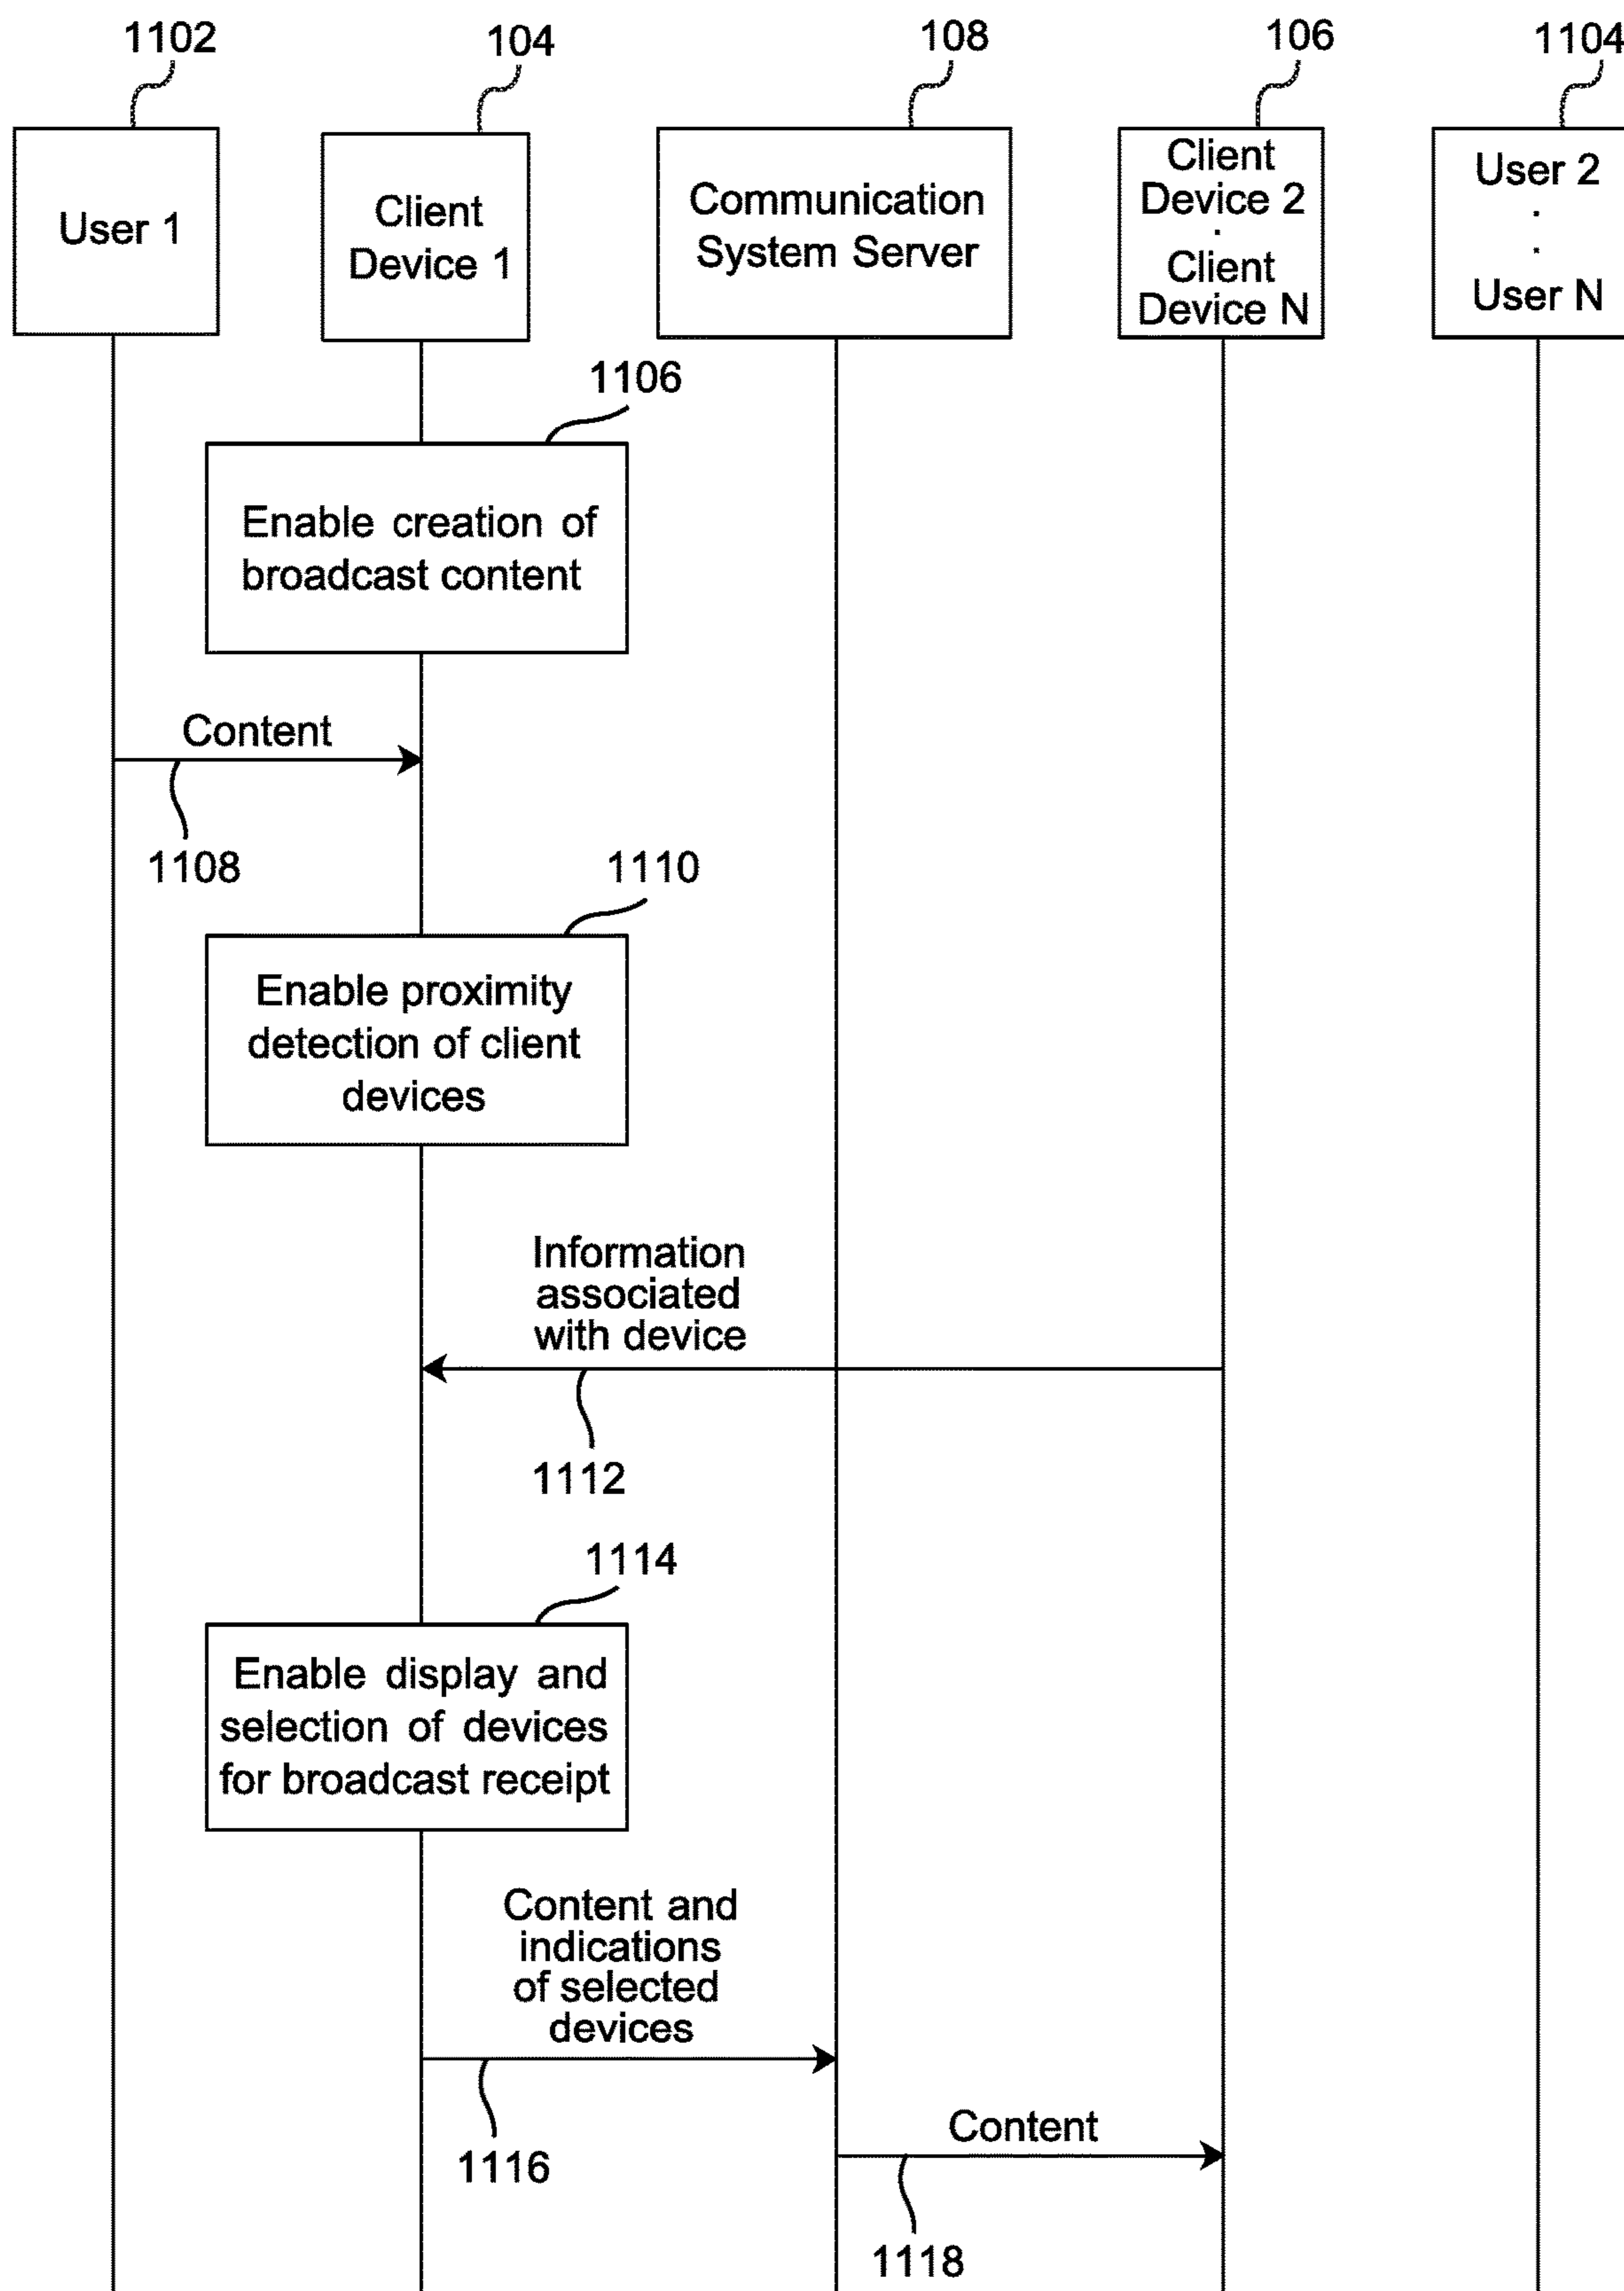 1102
104
108
106
1104
User 1
Client
Device 1
Communication
System Server
Client
Device 2
.
Client
Device N
User 2
.
.
User N
1106
Enable creation of
broadcast content
Content
1108
1110
Enable proximity
detection of client
devices
Information
associated
with device
1112
1114
Enable display and
selection of devices
for broadcast receipt
Content and
indications
of selected
devices
1116
Content
1118